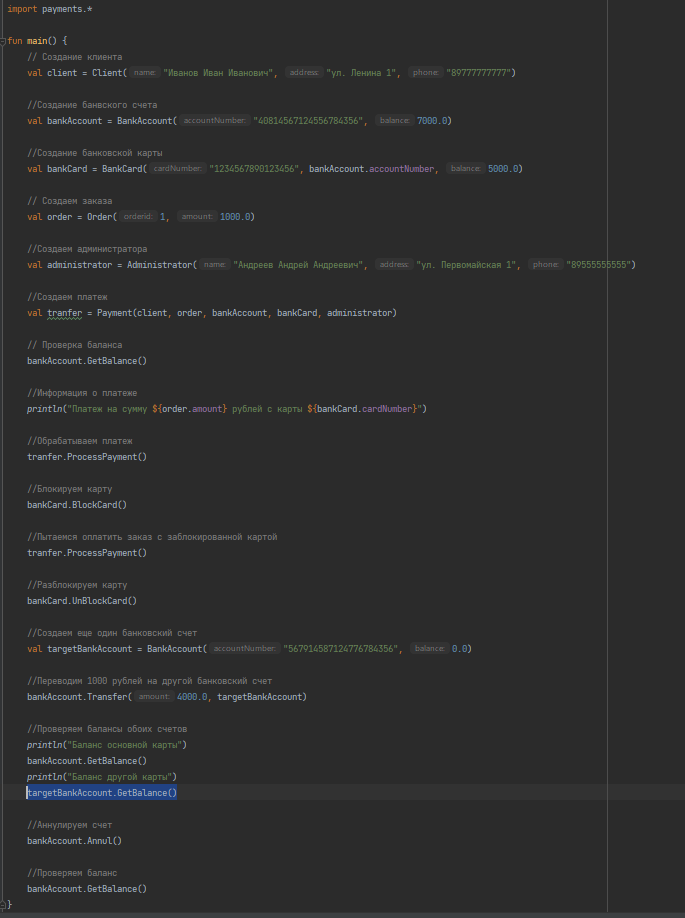 import payments.*
fun main() {
// Создание клиента
val client = Client( name: "Иванов Иван Иванович", address: "ул. Ленина 1", phone: "89777777777")
//Создание банвского счета
val bankAccount = BankAccount( accountNumber: "40814567124556784356", balance: 7000.0)
//Создание банковской карты
val bankCard = BankCard( cardNumber: "1234567890123456", bankAccount.accountNumber, balance: 5000.0)
// Создаем заказа
val order = Order( orderid: 1, amount: 1000.0)
//Создаем администратора
val administrator = Administrator( name: "Андреев Андрей Андреевич", address: "ул. Первомайская 1", phone: "89555555555")
//Создаем платеж
val tranfer = Payment(client, order, bankAccount, bankCard, administrator)
// Проверка баланса
bankAccount.GetBalance()
//Информация о платеже
println("Платеж на сумму ${order.amount} рублей с карты ${bankCard.cardNumber}")
//Обрабатываем платеж
tranfer.ProcessPayment()
//Блокируем карту
bankCard.BlockCard()
//Пытаемся оплатить заказ с заблокированной картой
tranfer.ProcessPayment()
//Разблокируем карту
bankCard.UnBlockCard()
//Создаем еще один банковский счет
val targetBankAccount = BankAccount( accountNumber: "567914587124776784356", balance: 0.0)
//Переводим 1000 рублей на другой банковский счет
bankAccount.Transfer( amount: 4000.0, targetBankAccount)
//Проверяем балансы обоих счетов
println("Баланс основной карты")
bankAccount.GetBalance()
println("Баланс другой карты")
targetBankAccount.GetBalance()
//Аннулируем счет
bankAccount.Annul()
//Проверяем баланс
bankAccount.GetBalance()
}